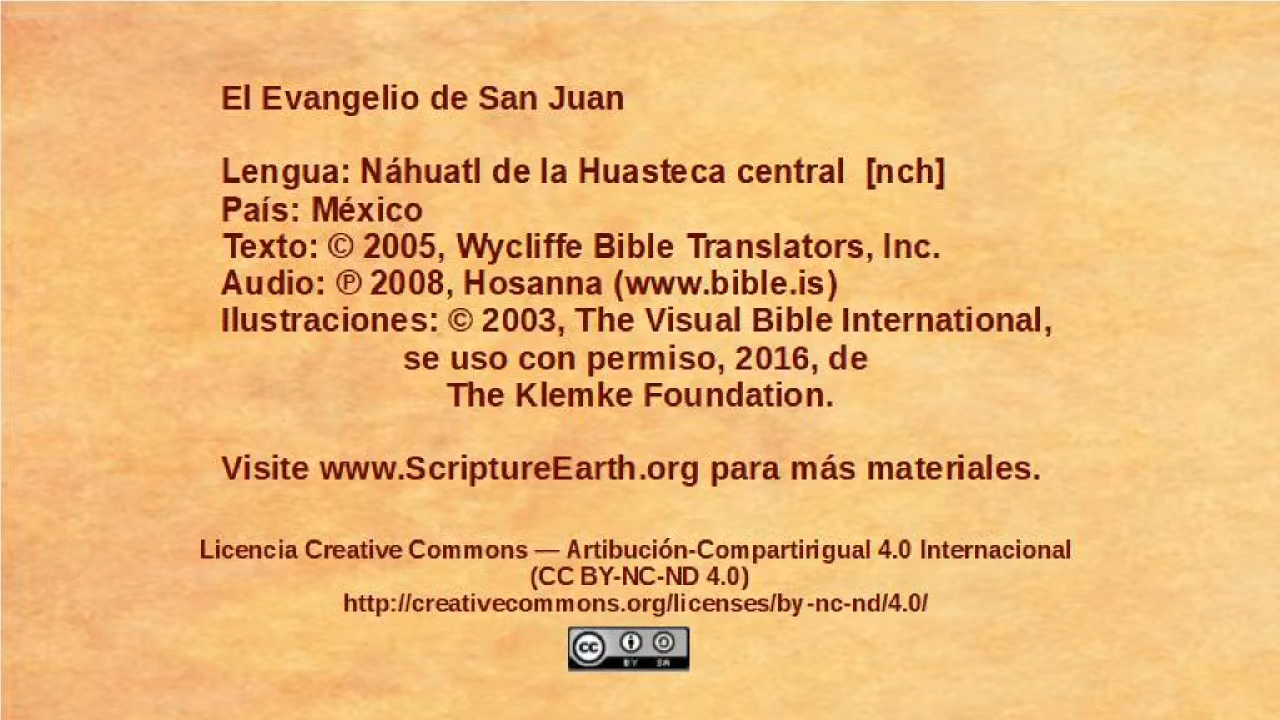 El Evangelio de San Juan
Lengua: Náhuatl de la Huasteca central [nch]
País: México
Texto: © 2005, Wycliffe Bible Translators, Inc.
Audio: ℗ 2008, Hosanna (www.bible.is)
Ilustraciones: © 2003, The Visual Bible International,
se uso con permiso, 2016, de
The Klemke Foundation.
Visite www.ScriptureEarth.org para más materiales.
Licencia Creative Commons — Artibución-Compartirigual 4.0 Internacional
(CC BY-NC-ND 4.0)
http://creativecommons.org/licenses/by-nc-nd/4.0/
cc
BY SA